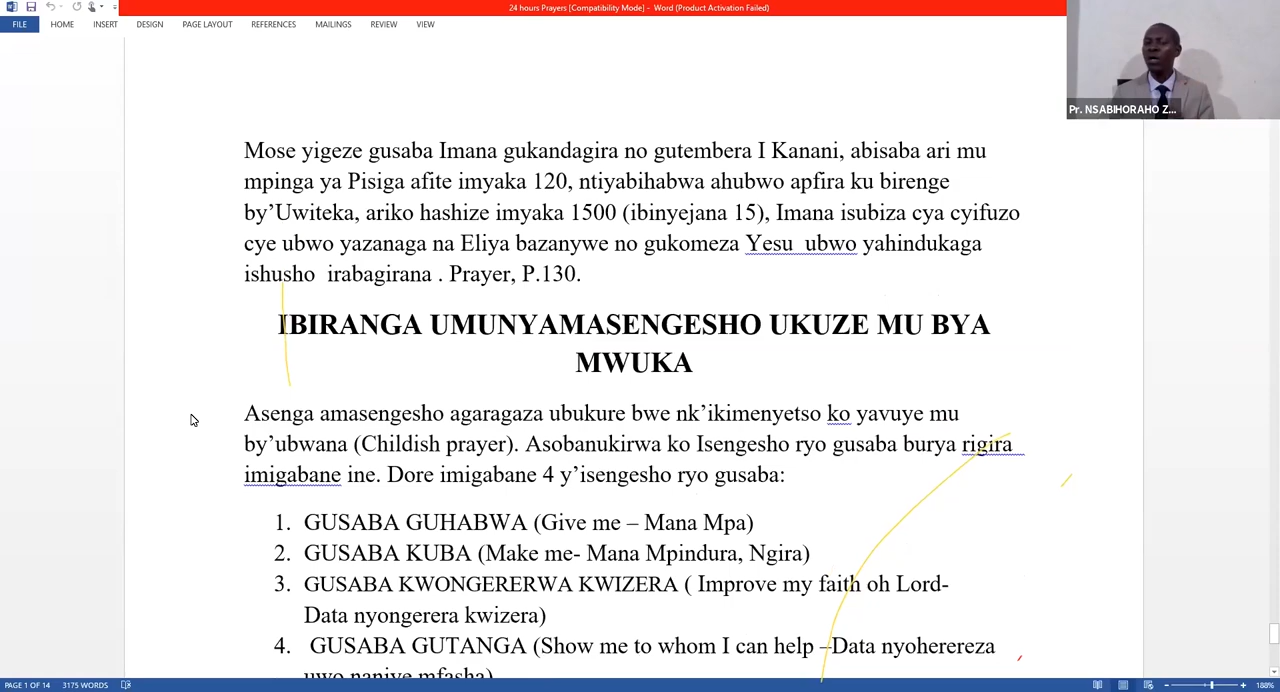 24 hours Prayers [Compatibility Mode] - Word (Product Activation Failed)
FILE HOME INSERT DESIGN PAGE LAYOUT REFERENCES MAILINGS REVIEW VIEW
Pr. NSABIHORAHO Z...
Mose yigeze gusaba Imana gukandagira no gutembera I Kanani, abisaba ari mu
mpinga ya Pisiga afite imyaka 120, ntiyabihabwa ahubwo apfira ku birenge
by’Uwiteka, ariko hashize imyaka 1500 (ibinyejana 15), Imana isubiza cya cyifuzo
cye ubwo yazanaga na Eliya bazanywe no gukomeza Yesu ubwo yahindukaga
ishusho irabagirana . Prayer, P.130.
IBIRANGA UMUNYAMASENGESHO UKUZE MU BYA
MWUKA
Asenga amasengesho agaragaza ubukure bwe nk’ikimenyetso ko yavuye mu
by’ubwana (Childish prayer). Asobanukirwa ko Isengesho ryo gusaba burya rigira
imigabane ine. Dore imigabane 4 y’isengesho ryo gusaba:
1. GUSABA GUHABWA (Give me – Mana Mpa)
2. GUSABA KUBA (Make me- Mana Mpindura, Ngira)
3. GUSABA KWONGERERWA KWIZERA ( Improve my faith oh Lord-
Data nyongerera kwizera)
4. GUSABA GUTANGA (Show me to whom I can help –Data nyoherereza
uwo naniye mfasha)
PAGE 1 OF 14 3175 WORDS 188%